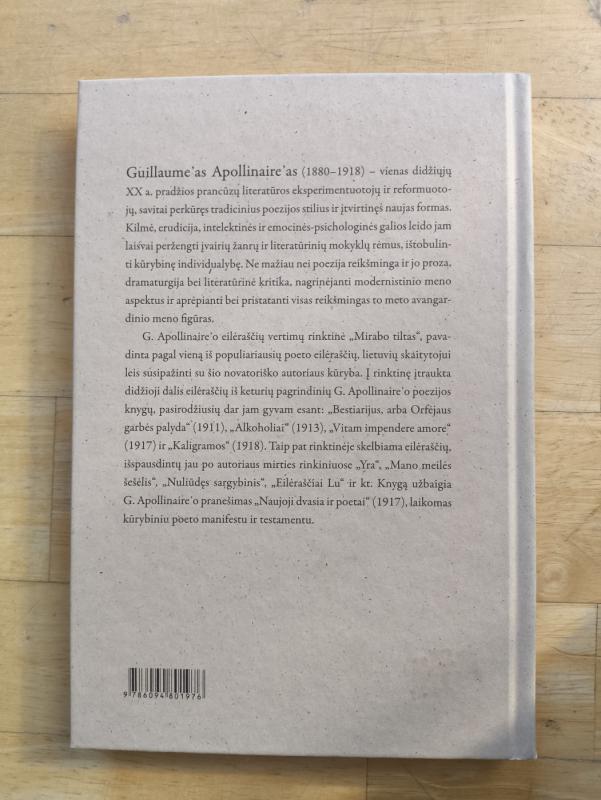 Guillaume'as Apollinaire'as (1880–1918) – vienas didžiųjų
XX a. pradžios prancūzų literatūros eksperimentuotojų ir reformuoto-
jų, savitai perkūręs tradicinius poezijos stilius ir įtvirtinęs naujas formas.
Kilmė, erudicija, intelektinės ir emocinės-psichologinės galios leido jam
laisvai peržengti įvairių žanrų ir literatūrinių mokyklų rėmus, ištobulin-
ti kūrybinę individualybę. Ne mažiau nei poezija reikšminga ir jo proza,
dramaturgija bei literatūrinė kritika, nagrinėjanti modernistinio meno
aspektus ir aprėpianti bei pristatanti visas reikšmingas to meto avangar-
dinio meno figūras.
G. Apollinaire'o eilėraščių vertimų rinktinė „Mirabo tiltas“, pava-
dinta pagal vieną iš populiariausių poeto eilėraščių, lietuvių skaitytojui
leis susipažinti su šio novatoriško autoriaus kūryba. Į rinktinę įtraukta
didžioji dalis eilėraščių iš keturių pagrindinių G. Apollinaire'o poezijos
knygų, pasirodžiusių dar jam gyvam esant: „Bestiarijus, arba Orfėjaus
garbės palyda“ (1911), „Alkoholiai“ (1913), „Vitam impendere amore“
(1917) ir „Kaligramos“ (1918). Taip pat rinktinėje skelbiama eilėraščių,
išspausdintų jau po autoriaus mirties rinkiniuose „Yra“, „Mano meilės
šešėlis“, „Nuliūdęs sargybinis“, „Eilėraščiai Lu“ ir kt. Knygą užbaigia
G. Apollinaire'o pranešimas „Naujoji dvasia ir poetai“ (1917), laikomas
kūrybiniu poeto manifestu ir testamentu.
9 786094 801976